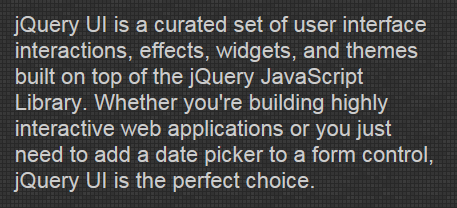 jQuery UI is a curated set of user interface
interactions, effects, widgets, and themes
built on top of the jQuery JavaScript
Library. Whether you're building highly
interactive web applications or you just
need to add a date picker to a form control,
jQuery UI is the perfect choice.